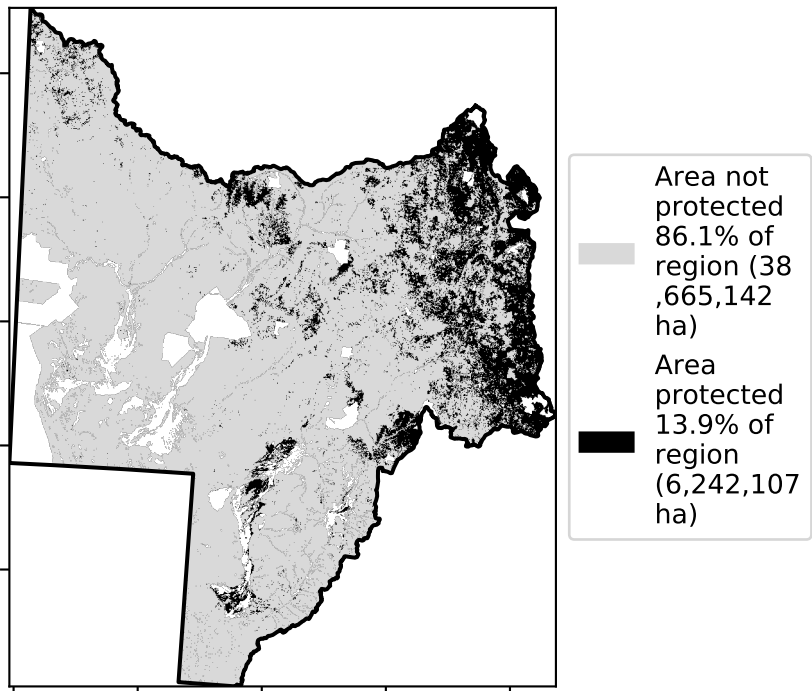 Area not
protected
86.1% of
region (38
,665,142
ha)
Area
protected
13.9% of
region
(6,242,107
ha)